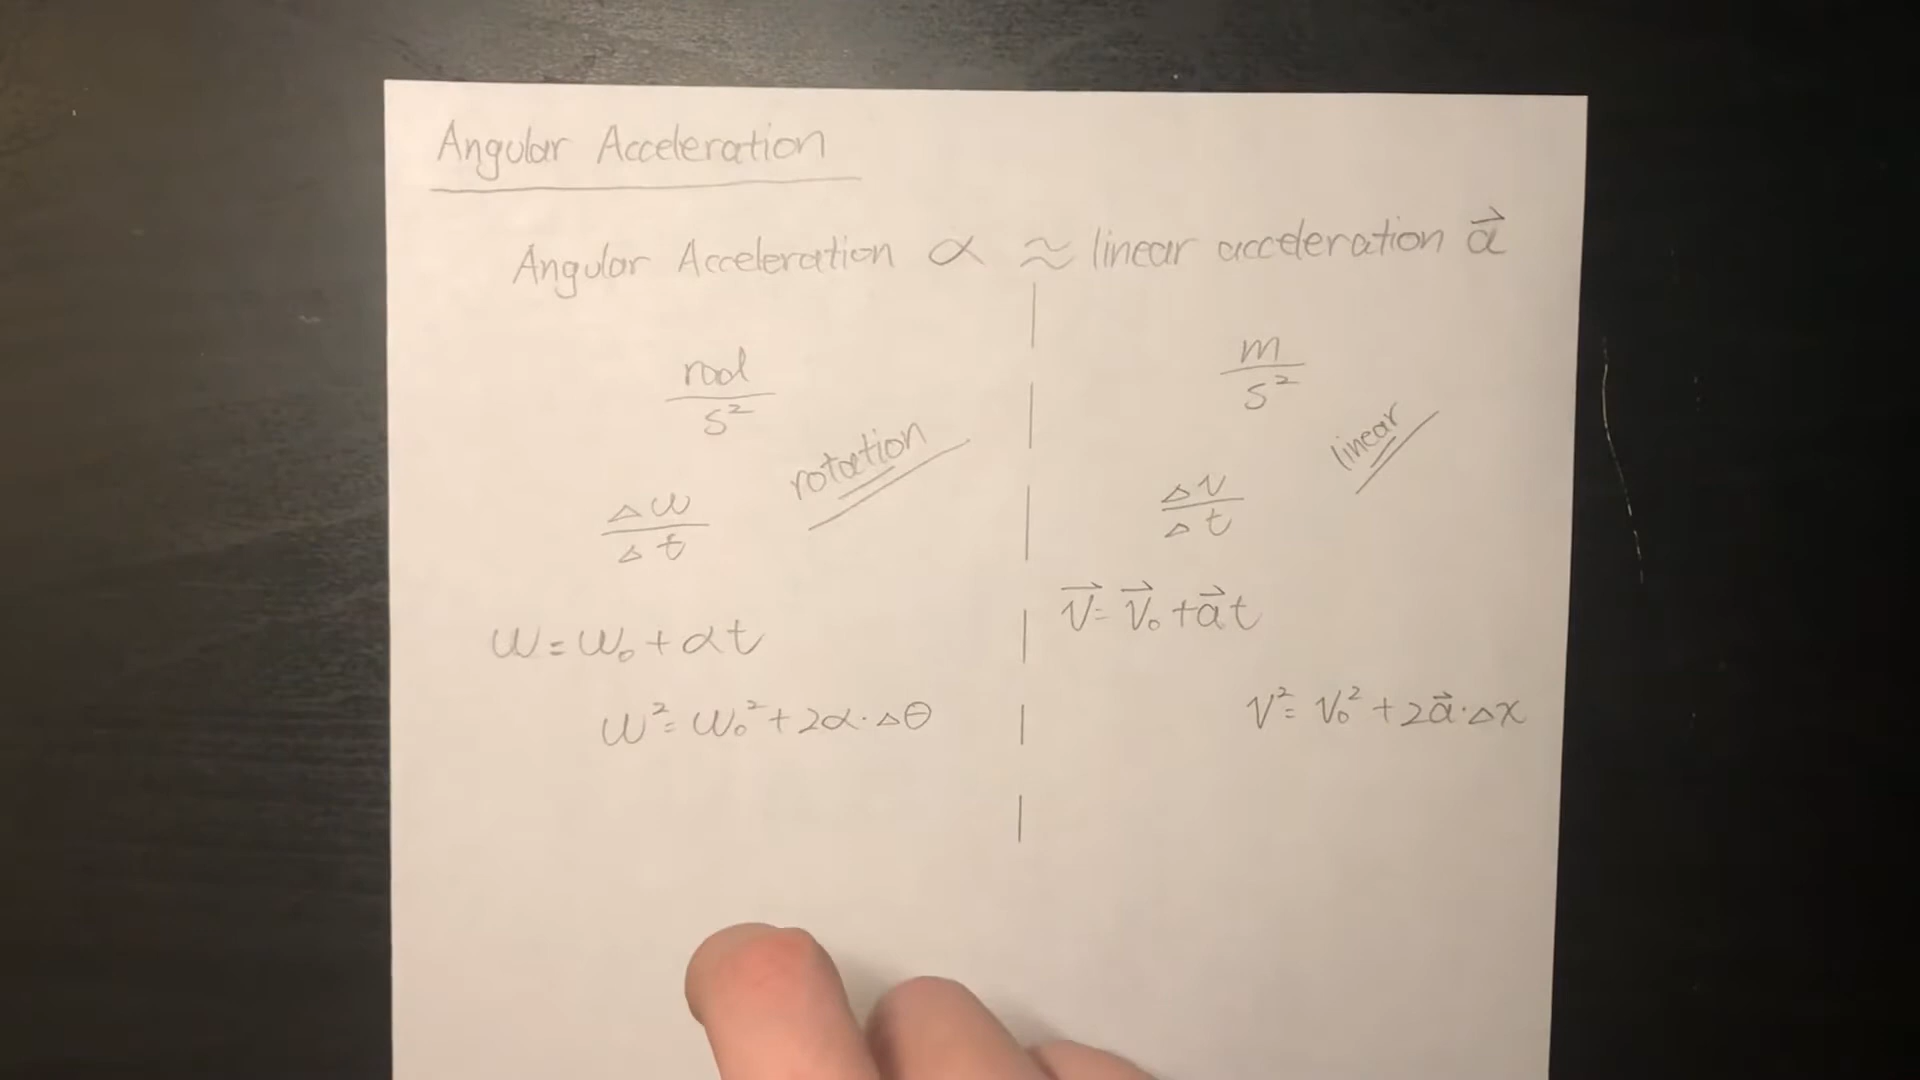 Angular Acceleration
Angular Acceleration α ≈ linear acceleration a⃗
rad/s²
m/s²
rotation
linear
Δω/Δt
Δv/Δt
ω = ω₀ + αt
v⃗ = v⃗₀ + a⃗t
ω² = ω₀² + 2α·Δθ
v² = v₀² + 2a⃗·Δx